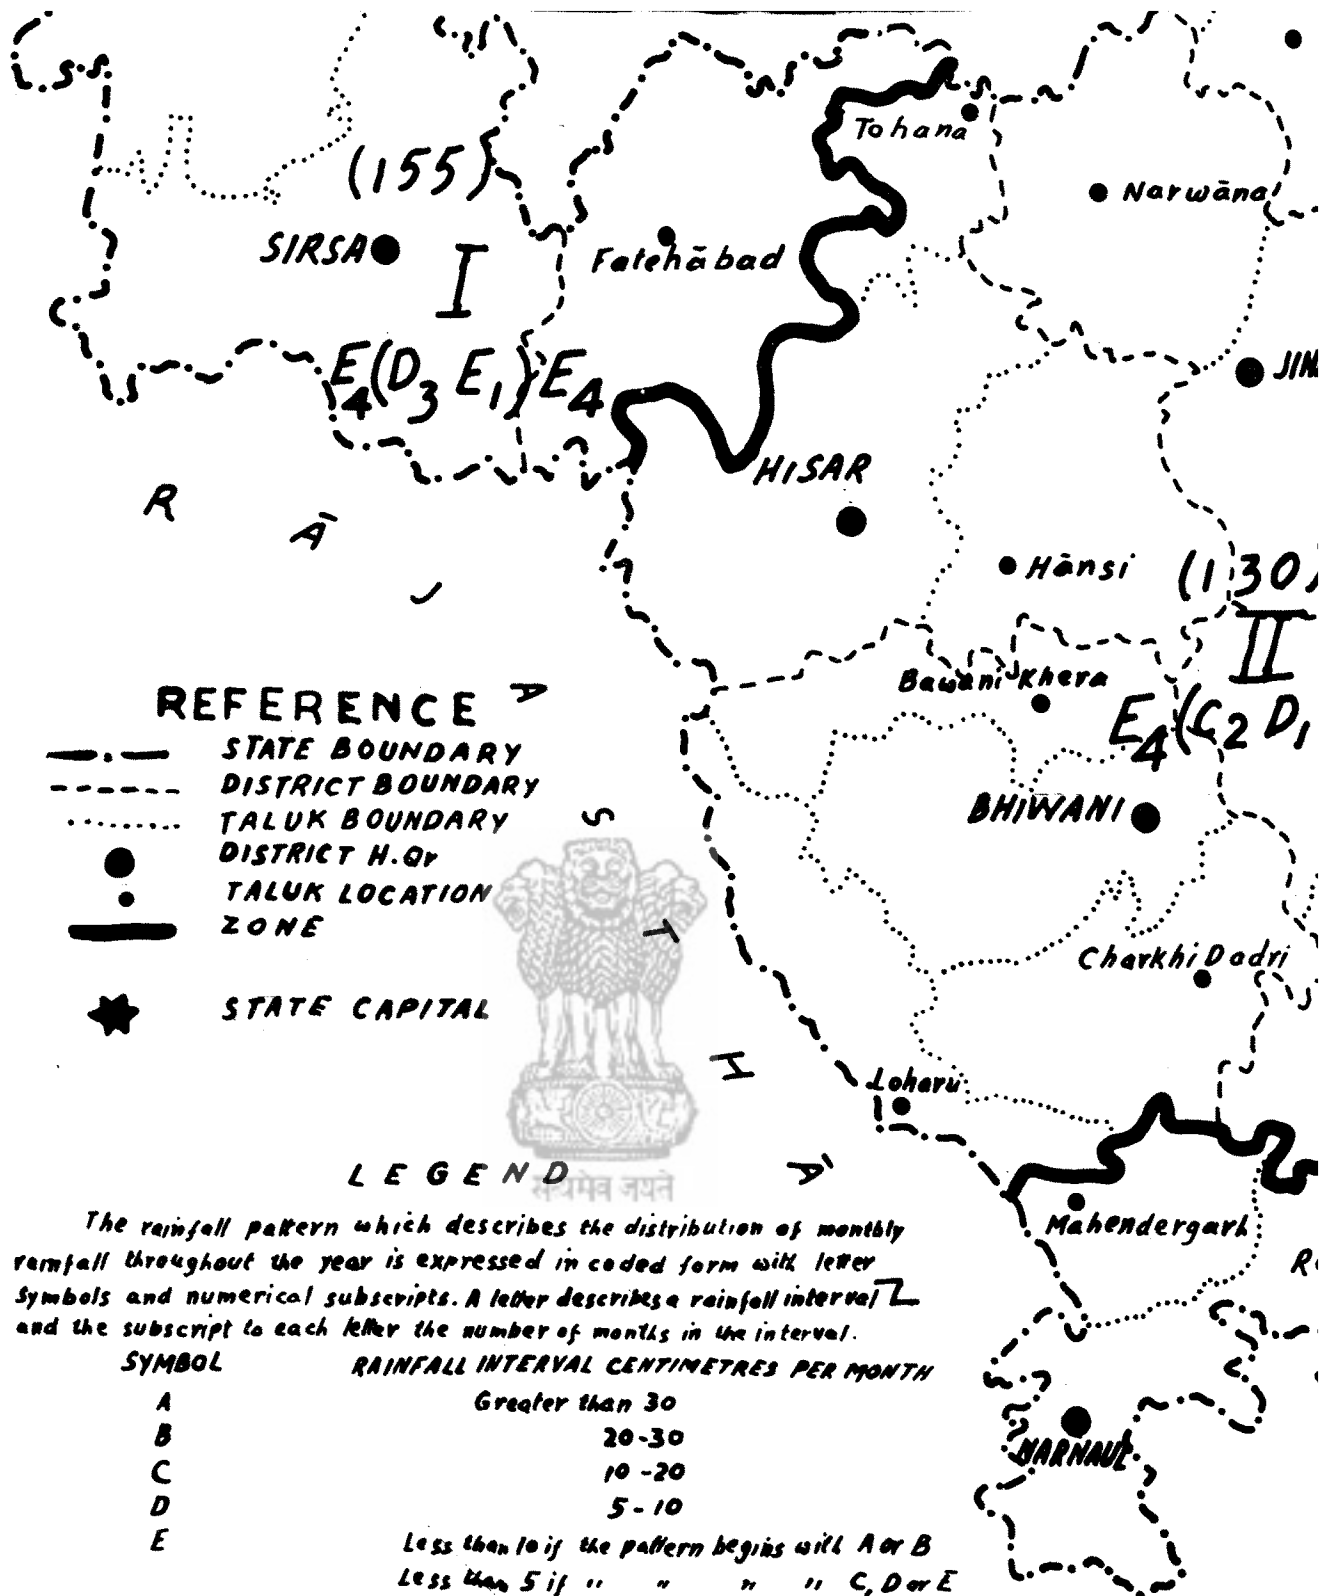 Tohana
Narwāna
(155)
SIRSA
I
Fatehābad
E4(D3 E1)E4
HISAR
R Ā J A S T H Ā
Hānsi
(130)
II
Bawani Khera
E4(C2 D1
REFERENCE
STATE BOUNDARY
DISTRICT BOUNDARY
TALUK BOUNDARY
DISTRICT H.Qr
TALUK LOCATION
ZONE
STATE CAPITAL
BHIWANI
Charkhi Dadri
Loharu
सत्यमेव जयते
Mahendergarh
NARNAUL
LEGEND
The rainfall pattern which describes the distribution of monthly
rainfall throughout the year is expressed in coded form with letter
Symbols and numerical subscripts. A letter describes a rainfall interval
and the subscript to each letter the number of months in the interval.
SYMBOL RAINFALL INTERVAL CENTIMETRES PER MONTH
A Greater than 30
B 20-30
C 10-20
D 5-10
E Less than 10 if the pattern begins with A or B
Less than 5 if " " " " C, D or E